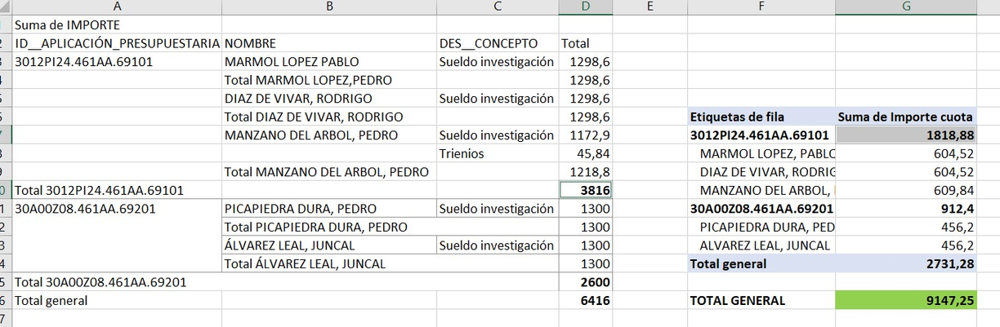 A B C D E F G
Suma de IMPORTE
ID__APLICACIÓN_PRESUPUESTARIA NOMBRE DES__CONCEPTO Total
3012PI24.461AA.69101 MARMOL LOPEZ PABLO Sueldo investigación 1298,6
Total MARMOL LOPEZ,PEDRO 1298,6
DIAZ DE VIVAR, RODRIGO Sueldo investigación 1298,6
Total DIAZ DE VIVAR, RODRIGO 1298,6 Etiquetas de fila Suma de Importe cuota
MANZANO DEL ARBOL, PEDRO Sueldo investigación 1172,9 3012PI24.461AA.69101 1818,88
Trienios 45,84 MARMOL LOPEZ, PABLC 604,52
Total MANZANO DEL ARBOL, PEDRO 1218,8 DIAZ DE VIVAR, RODRIG 604,52
Total 3012PI24.461AA.69101 3816 MANZANO DEL ARBOL, 609,84
30A00Z08.461AA.69201 PICAPIEDRA DURA, PEDRO Sueldo investigación 1300 30A00Z08.461AA.69201 912,4
Total PICAPIEDRA DURA, PEDRO 1300 PICAPIEDRA DURA, PED 456,2
ÁLVAREZ LEAL, JUNCAL Sueldo investigación 1300 ALVAREZ LEAL, JUNCAL 456,2
Total ÁLVAREZ LEAL, JUNCAL 1300 Total general 2731,28
Total 30A00Z08.461AA.69201 2600
Total general 6416 TOTAL GENERAL 9147,25